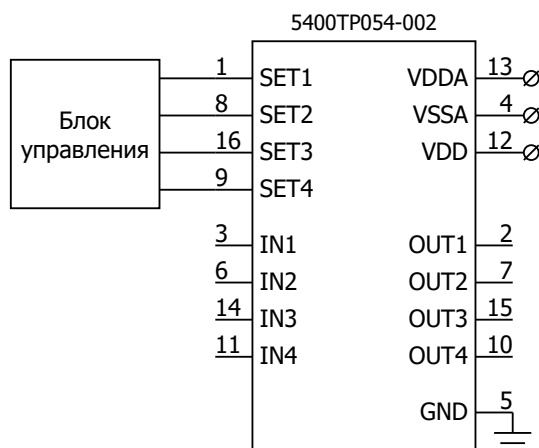 5400ТР054-002
Блок
управления
1 SET1
8 SET2
16 SET3
9 SET4
3 IN1
6 IN2
14 IN3
11 IN4
VDDA 13
VSSA 4
VDD 12
OUT1 2
OUT2 7
OUT3 15
OUT4 10
GND 5